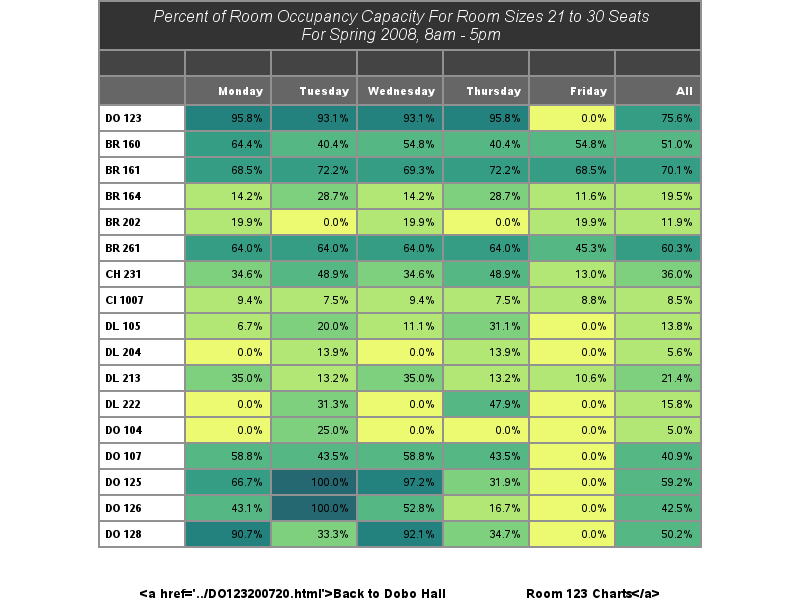 Percent of Room Occupancy Capacity For Room Sizes 21 to 30 Seats
For Spring 2008, 8am - 5pm
Monday Tuesday Wednesday Thursday Friday All
DO 123 95.8% 93.1% 93.1% 95.8% 0.0% 75.6%
BR 160 64.4% 40.4% 54.8% 40.4% 54.8% 51.0%
BR 161 68.5% 72.2% 69.3% 72.2% 68.5% 70.1%
BR 164 14.2% 28.7% 14.2% 28.7% 11.6% 19.5%
BR 202 19.9% 0.0% 19.9% 0.0% 19.9% 11.9%
BR 261 64.0% 64.0% 64.0% 64.0% 45.3% 60.3%
CH 231 34.6% 48.9% 34.6% 48.9% 13.0% 36.0%
CI 1007 9.4% 7.5% 9.4% 7.5% 8.8% 8.5%
DL 105 6.7% 20.0% 11.1% 31.1% 0.0% 13.8%
DL 204 0.0% 13.9% 0.0% 13.9% 0.0% 5.6%
DL 213 35.0% 13.2% 35.0% 13.2% 10.6% 21.4%
DL 222 0.0% 31.3% 0.0% 47.9% 0.0% 15.8%
DO 104 0.0% 25.0% 0.0% 0.0% 0.0% 5.0%
DO 107 58.8% 43.5% 58.8% 43.5% 0.0% 40.9%
DO 125 66.7% 100.0% 97.2% 31.9% 0.0% 59.2%
DO 126 43.1% 100.0% 52.8% 16.7% 0.0% 42.5%
DO 128 90.7% 33.3% 92.1% 34.7% 0.0% 50.2%
<a href='../DO123200720.html'>Back to Dobo Hall Room 123 Charts</a>